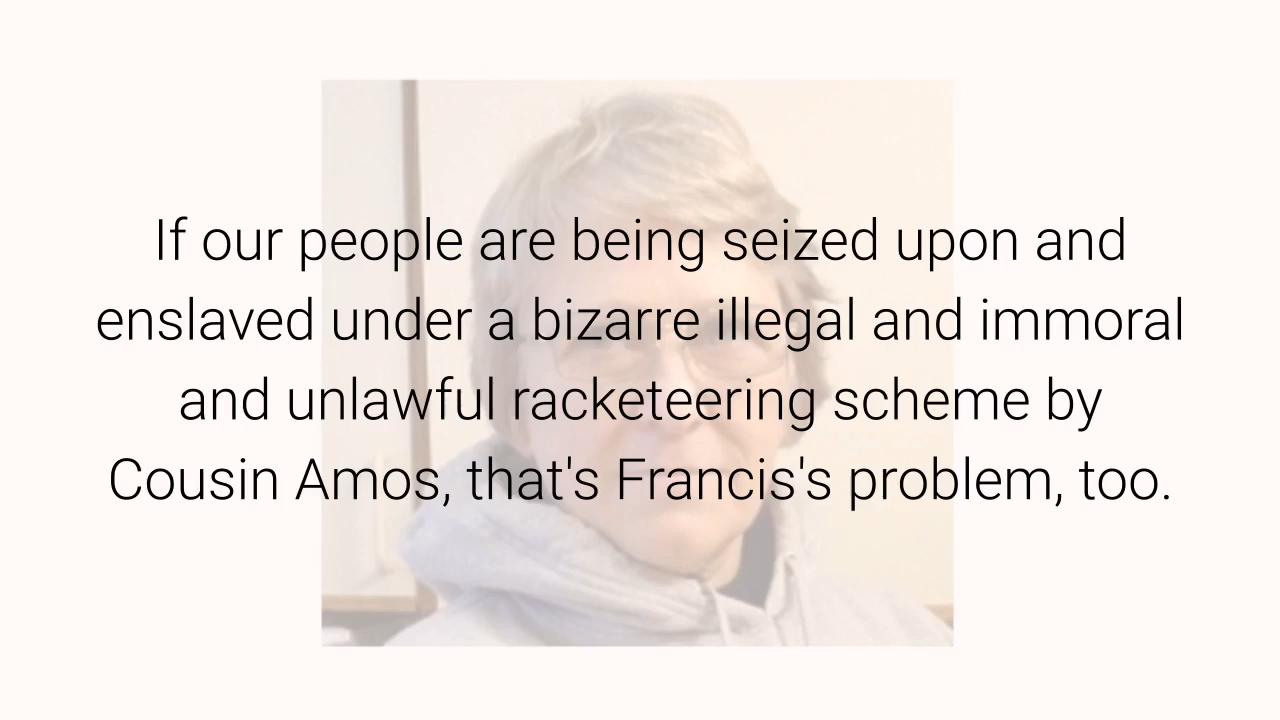 If our people are being seized upon and
enslaved under a bizarre illegal and immoral
and unlawful racketeering scheme by
Cousin Amos, that's Francis's problem, too.